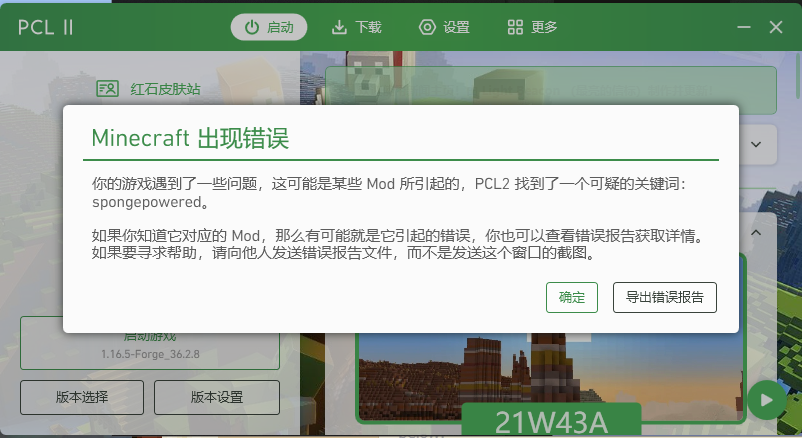 PCL II
启动
下载
设置
更多
红石皮肤站
Minecraft 出现错误
你的游戏遇到了一些问题，这可能是某些 Mod 所引起的，PCL2 找到了一个可疑的关键词：
spongepowered。
如果你知道它对应的 Mod，那么有可能就是它引起的错误，你也可以查看错误报告获取详情。
如果要寻求帮助，请向他人发送错误报告文件，而不是发送这个窗口的截图。
确定
导出错误报告
启动游戏
1.16.5-Forge_36.2.8
版本选择
版本设置
21W43A